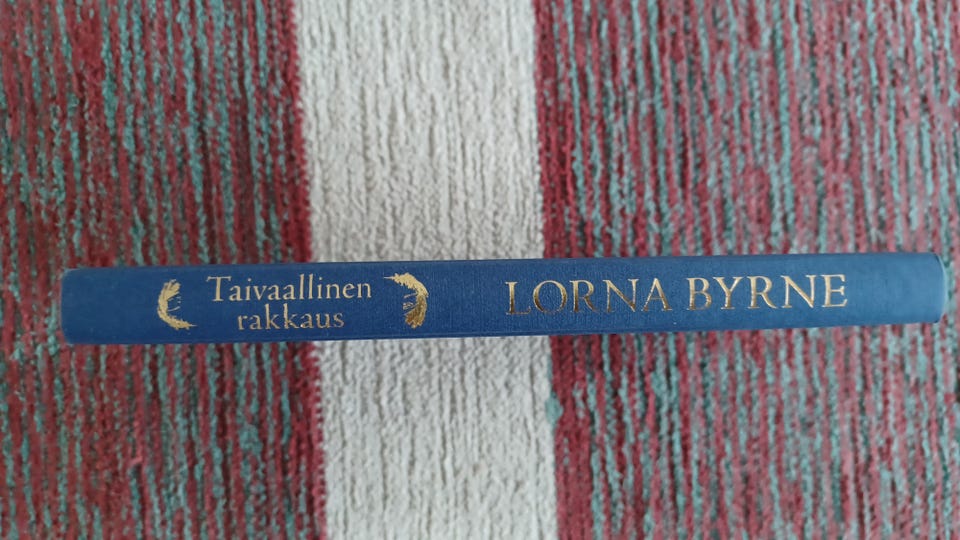 Taivaallinen
rakkaus
LORNA BYRNE